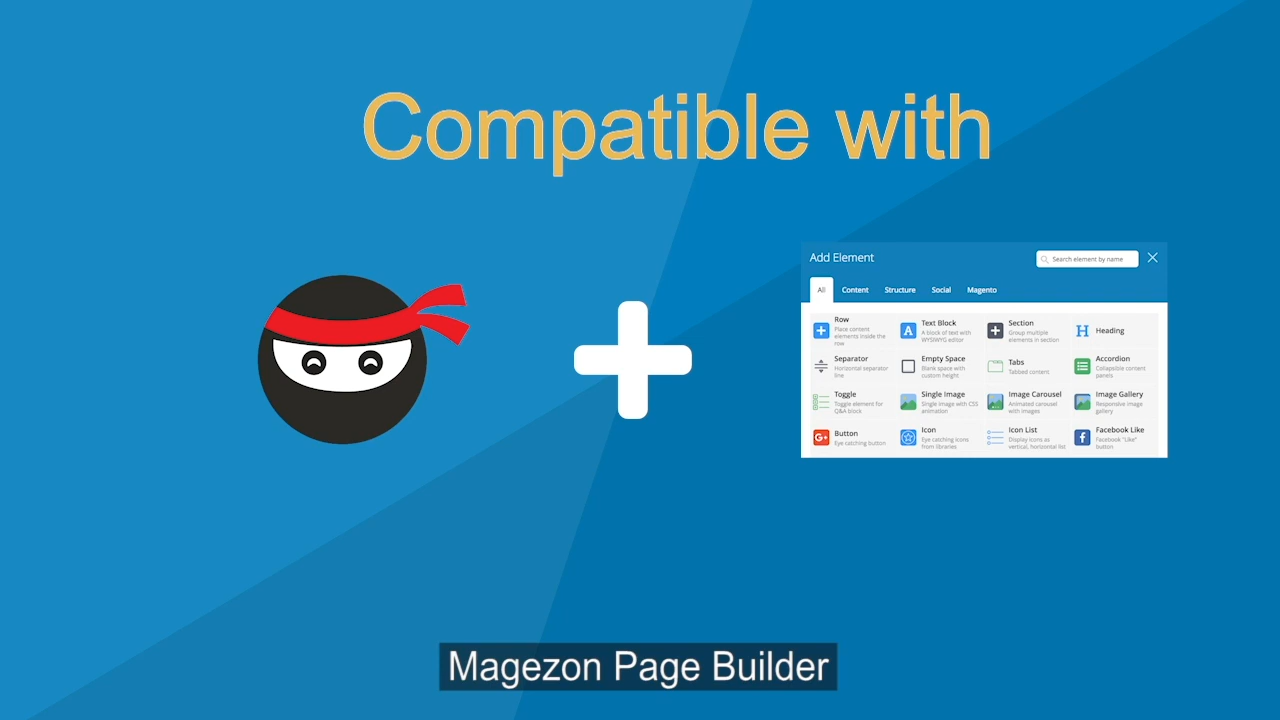 Compatible with
Add Element
Search element by name
All Content Structure Social Magento
Row
Place content
elements inside the
row
Text Block
A block of text with
WYSIWYG editor
Section
Group multiple
elements in section
Heading
Separator
Horizontal separator
line
Empty Space
Blank space with
custom height
Tabs
Tabbed content
Accordion
Collapsible content
panels
Toggle
Toggle element for
Q&A block
Single Image
Single image with CSS
animation
Image Carousel
Animated carousel
with images
Image Gallery
Responsive image
gallery
Button
Eye catching button
Icon
Eye catching icons
from libraries
Icon List
Display icons as
vertical, horizontal list
Facebook Like
Facebook "Like"
button
Magezon Page Builder